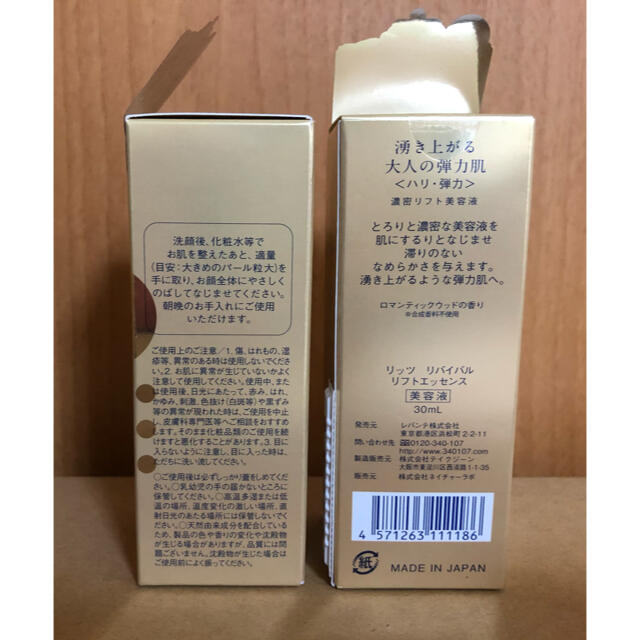 洗顔後、化粧水等で
お肌を整えたあと、適量
(目安:大きめのパール粒大)を
手に取り、お顔全体にやさしく
のばしてなじませてください。
朝晩のお手入れにご使用
いただけます。
ご使用上のご注意/1. 傷、はれもの、湿
疹等、異常のある時は使用しないでくださ
い。2. お肌に異常が生じていないかよく
注意して使用してください。使用中、また
は使用後、日光にあたって、赤み、はれ、
かゆみ、刺激、色抜け(白斑等)や黒ずみ
等の異常が現われた時は、ご使用を中止
し、皮膚科専門医等へご相談をおすすめし
ます。そのまま化粧品類のご使用を続
けますと悪化することがあります。3. 目に
入らないように注意し、目に入った時は、
ただちに洗い流してください。
○ご使用後は必ずしっかり蓋をしめてくだ
さい。○乳幼児の手の届かないところに
保管してください。○高温多湿または低
温の場所、温度変化の激しい場所、直
射日光のあたる場所には保管しないでく
ださい。○天然由来成分を配合している
ため、製品の色や香りの変化や沈殿物
が生じる場合がありますが、品質には問
題ございません。沈殿物が生じた場合は
ご使用前によく振ってください。
湧き上がる
大人の弾力肌
<ハリ・弾力>
濃密リフト美容液
とろりと濃密な美容液を
肌にするりとなじませ
滞りのない
なめらかさを与えます。
湧き上がるような弾力肌へ。
ロマンティックウッドの香り
※合成香料不使用
リッツ リバイバル
リフトエッセンス
美容液
30mL
発売元 レバンテ株式会社
東京都港区浜松町2-2-11
問い合わせ先 0120-340-107
http://www.340107.com
製造販売元 株式会社テイクジーン
大阪市東淀川区西淡路1-1-35
販売元 株式会社ネイチャーラボ
4 571263 111186
紙
MADE IN JAPAN